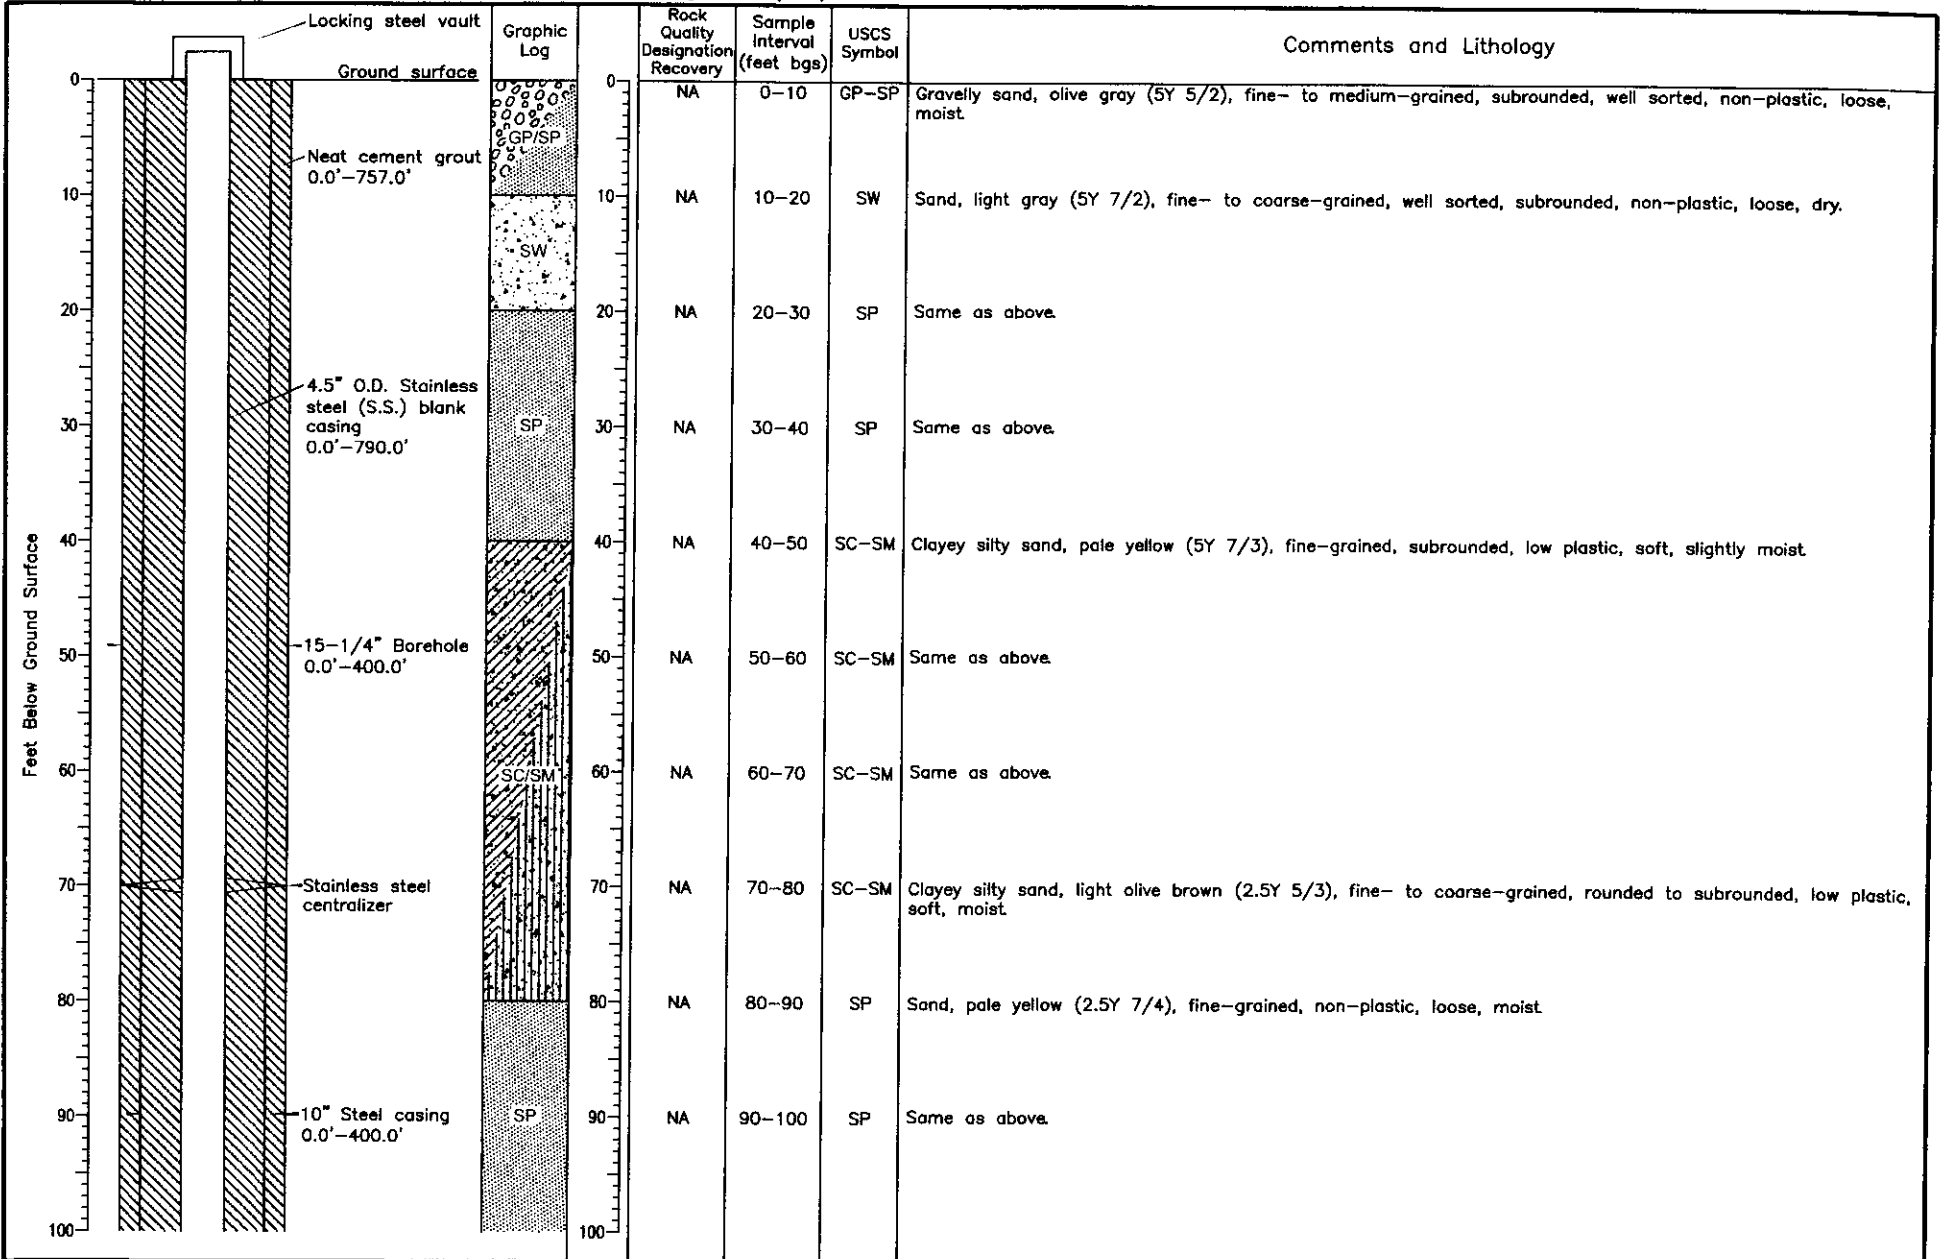 Locking steel vault
Ground surface
Graphic
Log
Rock
Quality
Designation
Recovery
Sample
Interval
(feet bgs)
USCS
Symbol
Comments and Lithology
Feet Below Ground Surface
0
10
20
30
40
50
60
70
80
90
100
Neat cement grout
0.0'-757.0'
4.5" O.D. Stainless
steel (S.S.) blank
casing
0.0'-790.0'
15-1/4" Borehole
0.0'-400.0'
Stainless steel
centralizer
10" Steel casing
0.0'-400.0'
GP/SP
SW
SP
SC/SM
SP
0
10
20
30
40
50
60
70
80
90
100
NA 0-10 GP-SP Gravelly sand, olive gray (5Y 5/2), fine- to medium-grained, subrounded, well sorted, non-plastic, loose,
moist.
NA 10-20 SW Sand, light gray (5Y 7/2), fine- to coarse-grained, well sorted, subrounded, non-plastic, loose, dry.
NA 20-30 SP Same as above.
NA 30-40 SP Same as above.
NA 40-50 SC-SM Clayey silty sand, pale yellow (5Y 7/3), fine-grained, subrounded, low plastic, soft, slightly moist.
NA 50-60 SC-SM Same as above.
NA 60-70 SC-SM Same as above.
NA 70-80 SC-SM Clayey silty sand, light olive brown (2.5Y 5/3), fine- to coarse-grained, rounded to subrounded, low plastic,
soft, moist.
NA 80-90 SP Sand, pale yellow (2.5Y 7/4), fine-grained, non-plastic, loose, moist.
NA 90-100 SP Same as above.